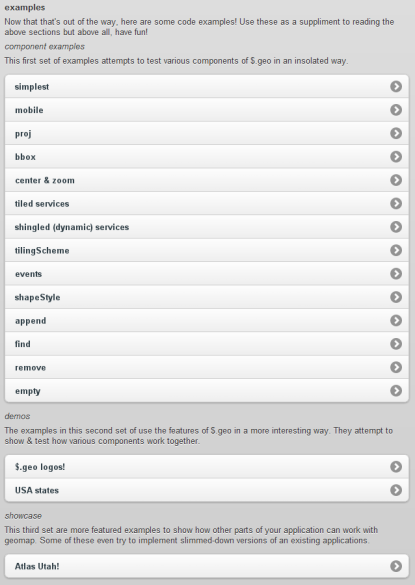 examples
Now that that's out of the way, here are some code examples! Use these as a suppliment to reading the
above sections but above all, have fun!
component examples
This first set of examples attempts to test various components of $.geo in an insolated way.
simplest
mobile
proj
bbox
center & zoom
tiled services
shingled (dynamic) services
tilingScheme
events
shapeStyle
append
find
remove
empty
demos
The examples in this second set of use the features of $.geo in a more interesting way. They attempt to
show & test how various components work together.
$.geo logos!
USA states
showcase
This third set are more featured examples to show how other parts of your application can work with
geomap. Some of these even try to implement slimmed-down versions of an existing applications.
Atlas Utah!